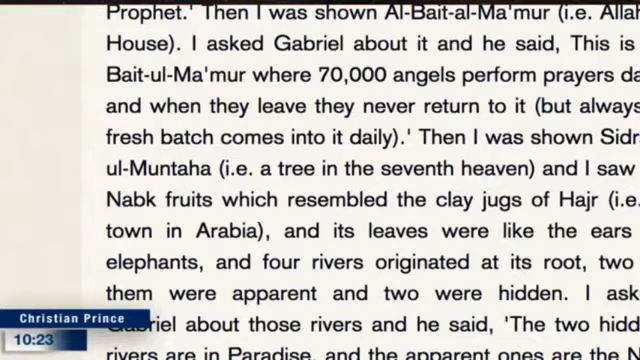 Prophet.' Then I was shown Al-Bait-al-Ma'mur (i.e. Allah
House). I asked Gabriel about it and he said, This is
Bait-ul-Ma'mur where 70,000 angels perform prayers da
and when they leave they never return to it (but always
fresh batch comes into it daily).' Then I was shown Sidr
ul-Muntaha (i.e. a tree in the seventh heaven) and I saw
Nabk fruits which resembled the clay jugs of Hajr (i.e.
town in Arabia), and its leaves were like the ears
elephants, and four rivers originated at its root, two
them were apparent and two were hidden. I ask
Gabriel about those rivers and he said, 'The two hidd
rivers are in Paradise, and the apparent ones are the N
Christian Prince
10:23